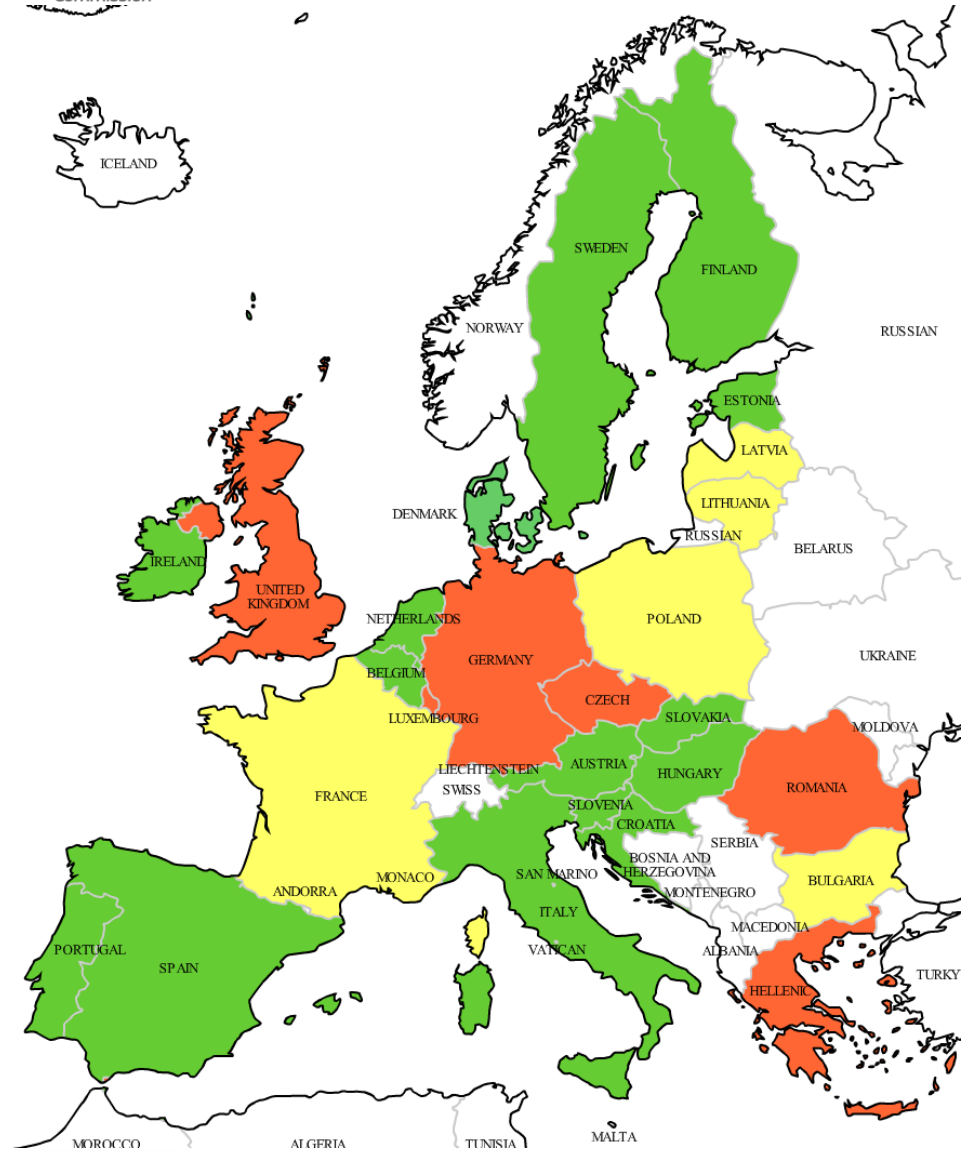 Commission
ICELAND
SWEDEN
FINLAND
NORWAY
RUSSIAN
ESTONIA
LATVIA
LITHUANIA
DENMARK
RUSSIAN
BELARUS
IRELAND
UNITED
KINGDOM
NETHERLANDS
POLAND
GERMANY
UKRAINE
BELGIUM
CZECH
LUXEMBOURG
SLOVAKIA
MOLDOVA
LIECHTENSTEIN
AUSTRIA
HUNGARY
SWISS
ROMANIA
FRANCE
SLOVENIA
CROATIA
SERBIA
BOSNIA AND
HERZEGOVINA
SAN MARINO
MONACO
BULGARIA
ANDORRA
MONTENEGRO
ITALY
MACEDONIA
PORTUGAL
VATICAN
ALBANIA
SPAIN
TURKY
HELLENIC
MALTA
MOROCCO
ALGERIA
TUNISIA